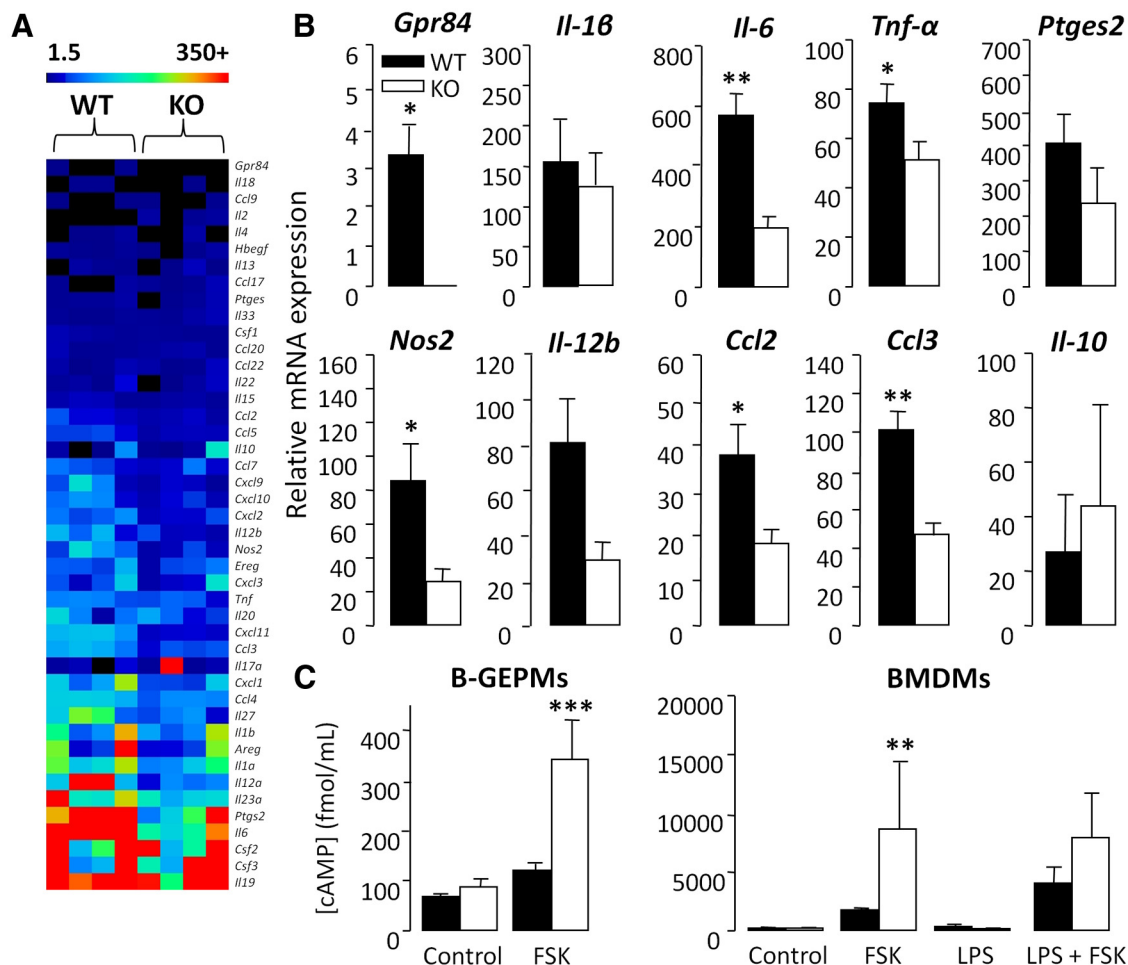 A
1.5 350+
WT KO
Gpr84
Il18
Ccl9
Il2
Il4
Hbegf
Il13
Ccl17
Ptges
Il33
Csf1
Ccl20
Ccl22
Il22
Il15
Ccl2
Ccl5
Il10
Ccl7
Cxcl9
Cxcl10
Cxcl2
Il12b
Nos2
Ereg
Cxcl3
Tnf
Il20
Cxcl11
Ccl3
Il17a
Cxcl1
Ccl4
Il27
Il1b
Areg
Il1a
Il12a
Il23a
Ptgs2
Il6
Csf2
Csf3
Il19
B
Relative mRNA expression
Gpr84
WT
KO
6
5
4
3
2
1
0
*
Il-1β
300
250
200
150
100
50
0
Il-6
800
600
400
200
0
**
Tnf-α
100
80
60
40
20
0
*
Ptges2
700
600
500
400
300
200
100
0
Nos2
160
140
120
100
80
60
40
20
0
*
Il-12b
120
100
80
60
40
20
0
Ccl2
60
50
40
30
20
10
0
*
Ccl3
140
120
100
80
60
40
20
0
**
Il-10
100
80
60
40
20
0
C
B-GEPMs
[cAMP] (fmol/mL)
400
300
200
100
0
***
Control FSK
BMDMs
20000
15000
10000
5000
0
**
Control FSK LPS LPS + FSK